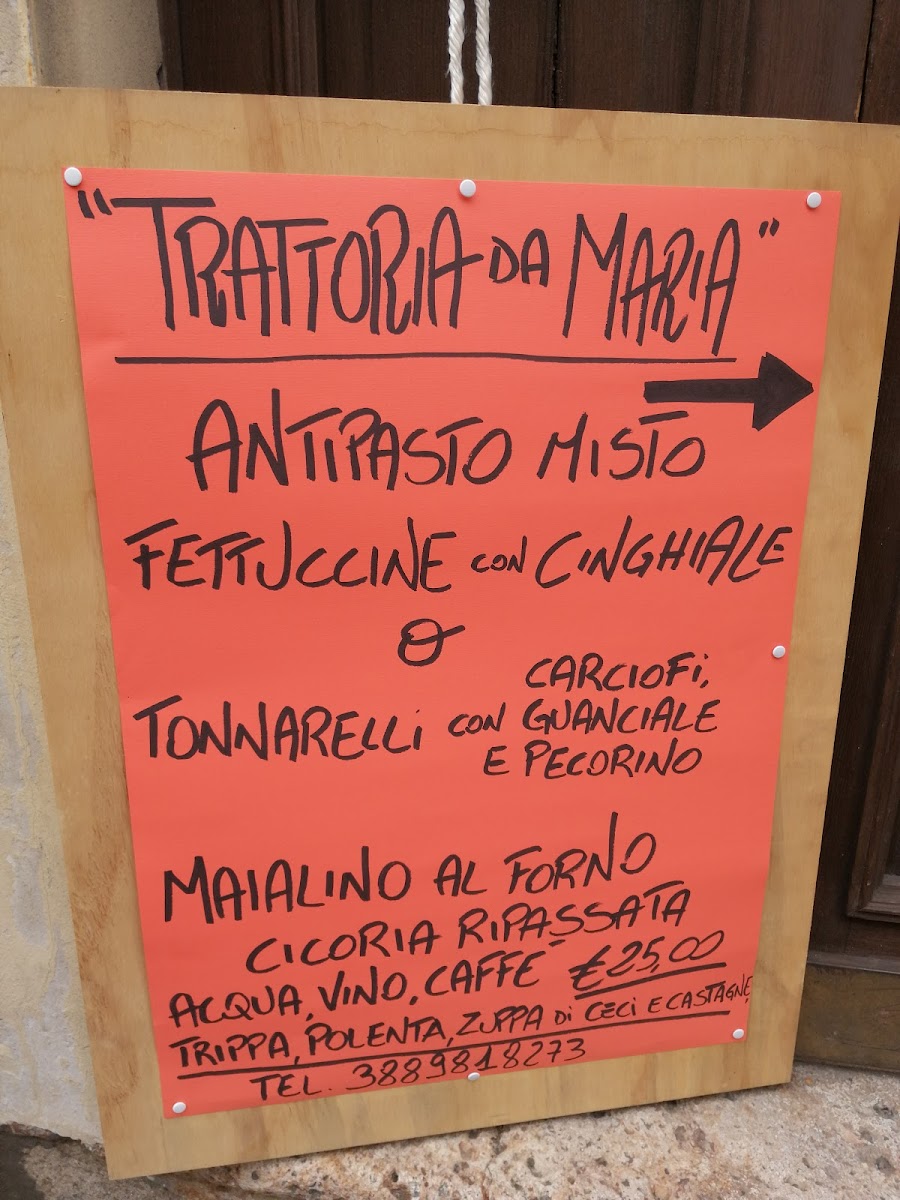 "TRATTORIA DA MARIA"
ANTIPASTO MISTO
FETTUCCINE CON CINGHIALE
O
TONNARELLI CON CARCIOFI,
GUANCIALE
E PECORINO
MAIALINO AL FORNO
CICORIA RIPASSATA
ACQUA, VINO, CAFFE' €25,00
TRIPPA, POLENTA, ZUPPA Di CECI E CASTAGNE,
TEL. 3889818273